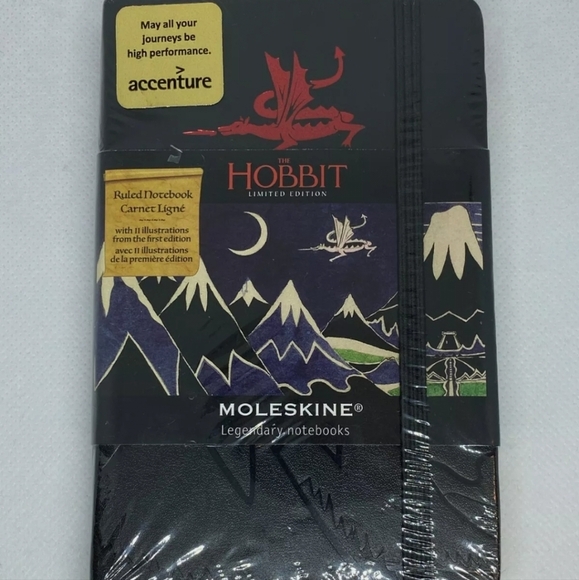 May all your
journeys be
high performance.
>
accenture
THE
HOBBIT
LIMITED EDITION
Ruled Notebook
Carnet Ligné
with 11 illustrations
from the first edition
avec 11 illustrations
de la première édition
MOLESKINE®
Legendary notebooks